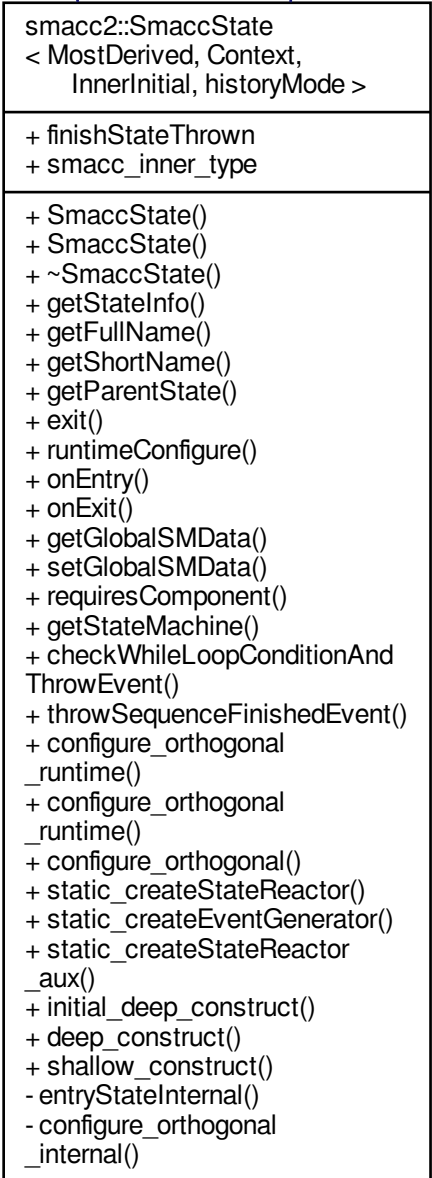 smacc2::SmaccState
< MostDerived, Context,
InnerInitial, historyMode >
+ finishStateThrown
+ smacc_inner_type
+ SmaccState()
+ SmaccState()
+ ~SmaccState()
+ getStateInfo()
+ getFullName()
+ getShortName()
+ getParentState()
+ exit()
+ runtimeConfigure()
+ onEntry()
+ onExit()
+ getGlobalSMData()
+ setGlobalSMData()
+ requiresComponent()
+ getStateMachine()
+ checkWhileLoopConditionAnd
ThrowEvent()
+ throwSequenceFinishedEvent()
+ configure_orthogonal
_runtime()
+ configure_orthogonal
_runtime()
+ configure_orthogonal()
+ static_createStateReactor()
+ static_createEventGenerator()
+ static_createStateReactor
_aux()
+ initial_deep_construct()
+ deep_construct()
+ shallow_construct()
- entryStateInternal()
- configure_orthogonal
_internal()